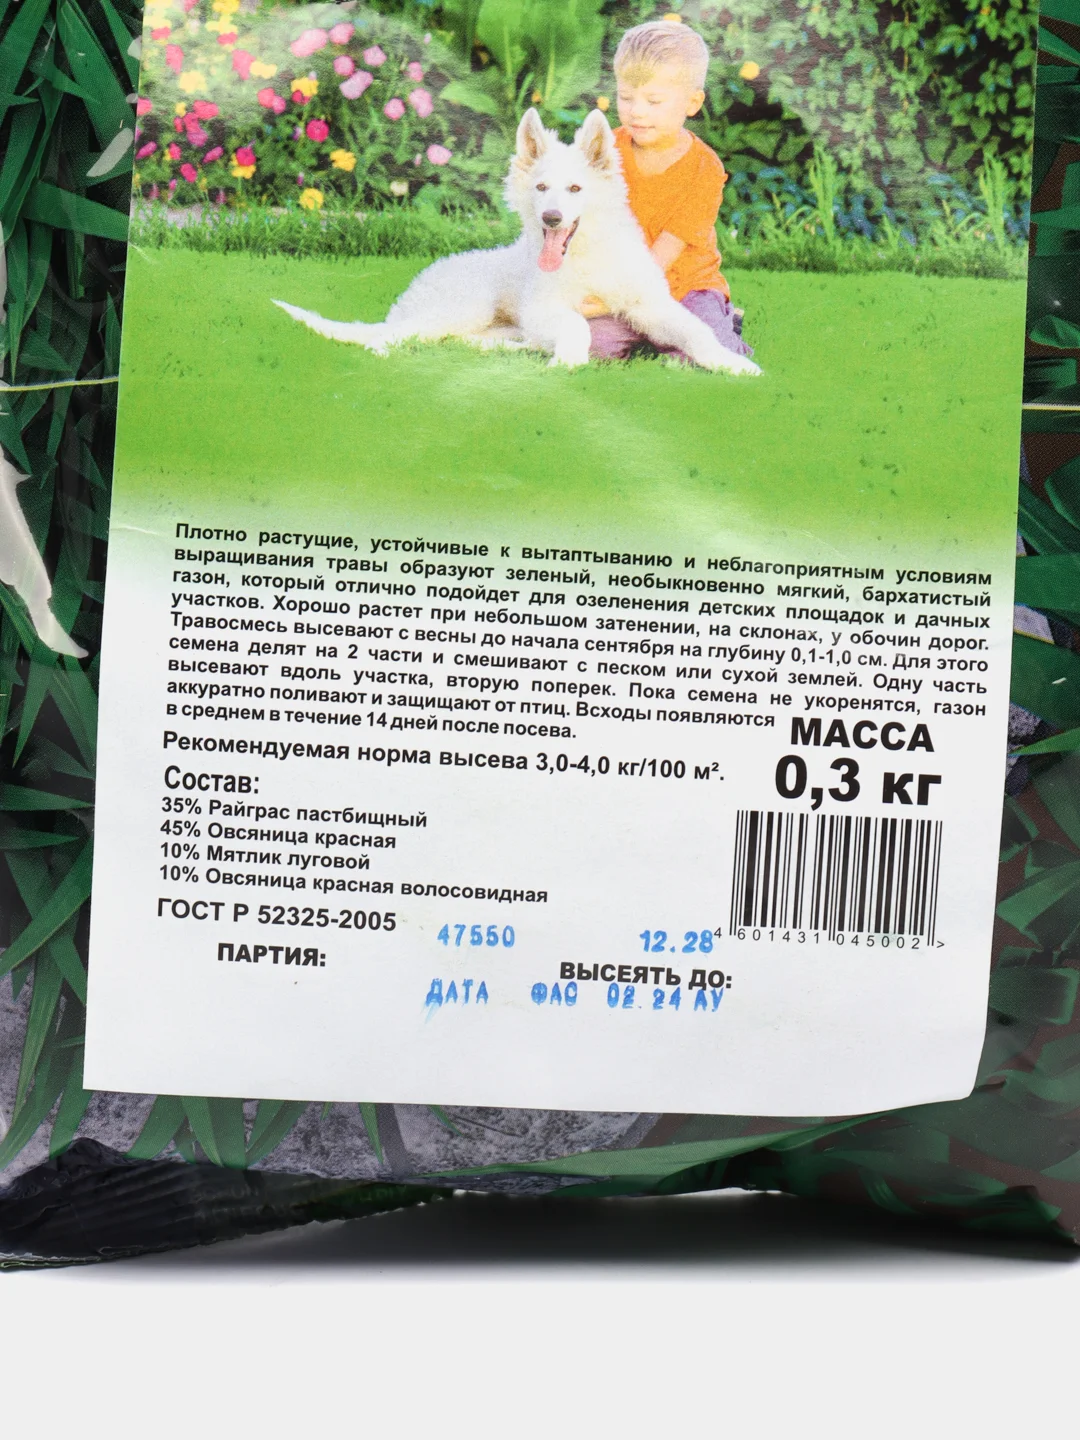 Плотно растущие, устойчивые к вытаптыванию и неблагоприятным условиям
выращивания травы образуют зеленый, необыкновенно мягкий, бархатистый
газон, который отлично подойдет для озеленения детских площадок и дачных
участков. Хорошо растет при небольшом затенении, на склонах, у обочин дорог.
Травосмесь высевают с весны до начала сентября на глубину 0,1-1,0 см. Для этого
семена делят на 2 части и смешивают с песком или сухой землей. Одну часть
высевают вдоль участка, вторую поперек. Пока семена не укоренятся, газон
аккуратно поливают и защищают от птиц. Всходы появляются
в среднем в течение 14 дней после посева.
МАССА
0,3 кг
Рекомендуемая норма высева 3,0-4,0 кг/100 м².
Состав:
35% Райграс пастбищный
45% Овсяница красная
10% Мятлик луговой
10% Овсяница красная волосовидная
ГОСТ Р 52325-2005
47550
12.28
4 601431 045002 >
ПАРТИЯ:
ВЫСЕЯТЬ ДО:
ДАТА ФАС 02.24 АУ